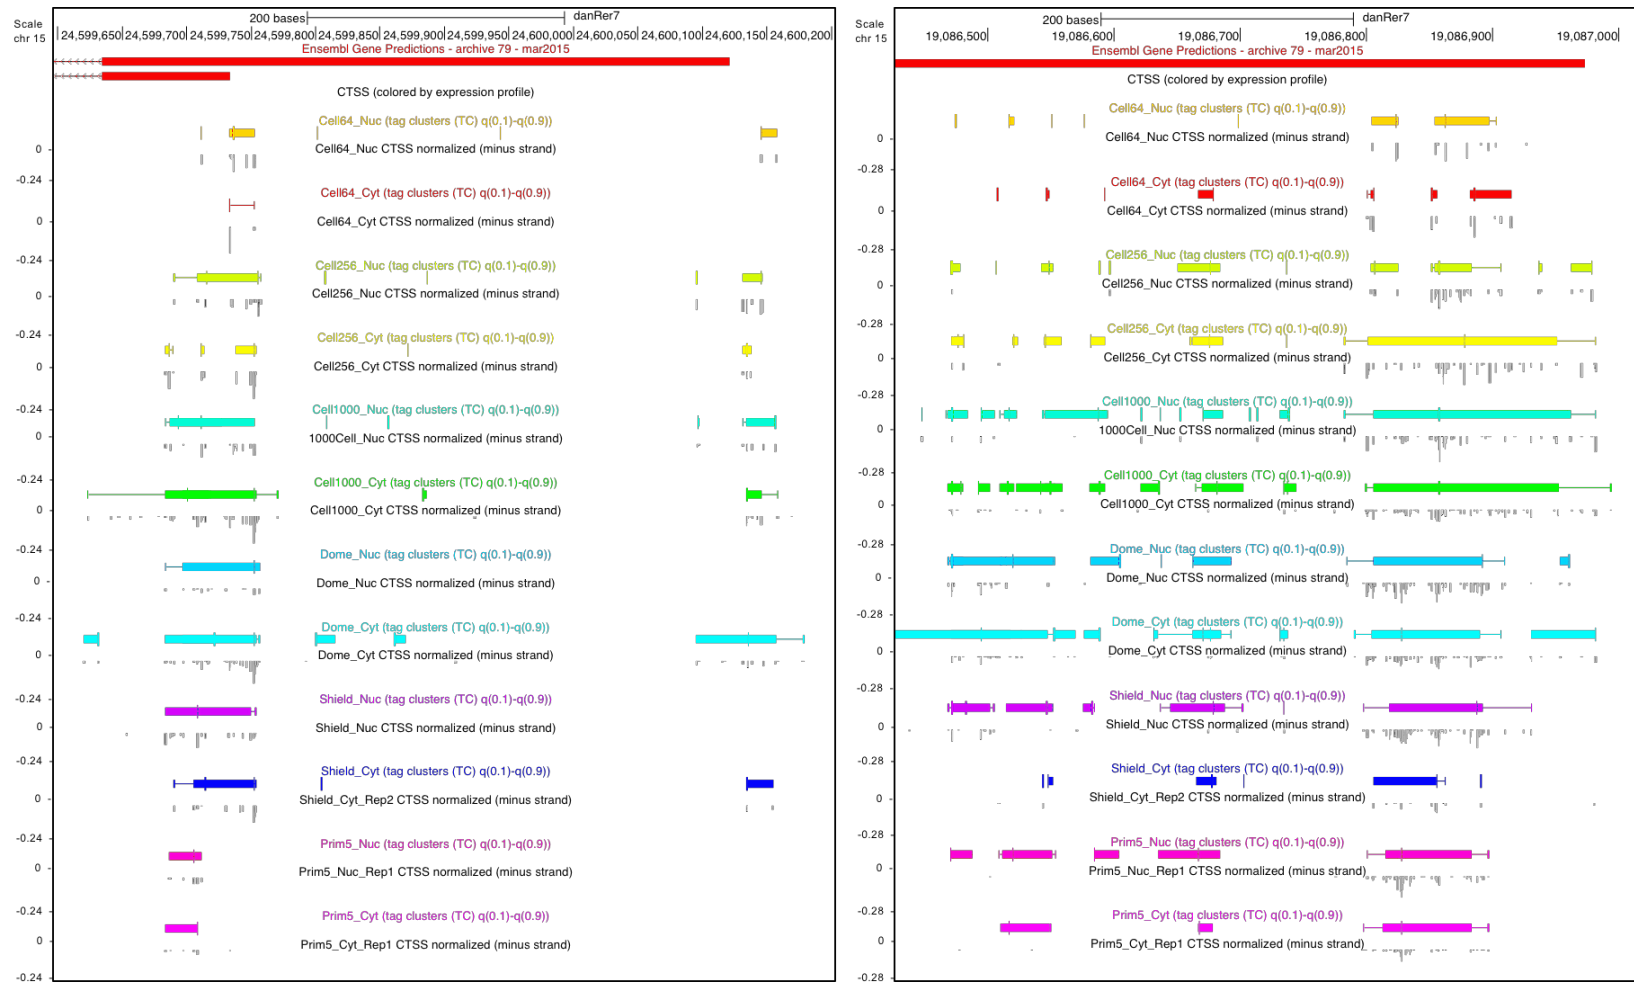 Scale
chr 15
200 bases
danRer7
24,599,650 24,599,700 24,599,750 24,599,800 24,599,850 24,599,900 24,599,950 24,600,000 24,600,050 24,600,100 24,600,150 24,600,200
Ensembl Gene Predictions - archive 79 - mar2015
CTSS (colored by expression profile)
Cell64_Nuc (tag clusters (TC) q(0.1)-q(0.9))
Cell64_Nuc CTSS normalized (minus strand)
0
-0.24
Cell64_Cyt (tag clusters (TC) q(0.1)-q(0.9))
Cell64_Cyt CTSS normalized (minus strand)
0
-0.24
Cell256_Nuc (tag clusters (TC) q(0.1)-q(0.9))
Cell256_Nuc CTSS normalized (minus strand)
0
-0.24
Cell256_Cyt (tag clusters (TC) q(0.1)-q(0.9))
Cell256_Cyt CTSS normalized (minus strand)
0
-0.24
Cell1000_Nuc (tag clusters (TC) q(0.1)-q(0.9))
1000Cell_Nuc CTSS normalized (minus strand)
0
-0.24
Cell1000_Cyt (tag clusters (TC) q(0.1)-q(0.9))
Cell1000_Cyt CTSS normalized (minus strand)
0
-0.24
Dome_Nuc (tag clusters (TC) q(0.1)-q(0.9))
Dome_Nuc CTSS normalized (minus strand)
0
-0.24
Dome_Cyt (tag clusters (TC) q(0.1)-q(0.9))
Dome_Cyt CTSS normalized (minus strand)
0
-0.24
Shield_Nuc (tag clusters (TC) q(0.1)-q(0.9))
Shield_Nuc CTSS normalized (minus strand)
0
-0.24
Shield_Cyt (tag clusters (TC) q(0.1)-q(0.9))
Shield_Cyt_Rep2 CTSS normalized (minus strand)
0
-0.24
Prim5_Nuc (tag clusters (TC) q(0.1)-q(0.9))
Prim5_Nuc_Rep1 CTSS normalized (minus strand)
0
-0.24
Prim5_Cyt (tag clusters (TC) q(0.1)-q(0.9))
Prim5_Cyt_Rep1 CTSS normalized (minus strand)
0
-0.24
Scale
chr 15
200 bases
danRer7
19,086,500 19,086,600 19,086,700 19,086,800 19,086,900 19,087,000
Ensembl Gene Predictions - archive 79 - mar2015
CTSS (colored by expression profile)
Cell64_Nuc (tag clusters (TC) q(0.1)-q(0.9))
Cell64_Nuc CTSS normalized (minus strand)
0
-0.28
Cell64_Cyt (tag clusters (TC) q(0.1)-q(0.9))
Cell64_Cyt CTSS normalized (minus strand)
0
-0.28
Cell256_Nuc (tag clusters (TC) q(0.1)-q(0.9))
Cell256_Nuc CTSS normalized (minus strand)
0
-0.28
Cell256_Cyt (tag clusters (TC) q(0.1)-q(0.9))
Cell256_Cyt CTSS normalized (minus strand)
0
-0.28
Cell1000_Nuc (tag clusters (TC) q(0.1)-q(0.9))
1000Cell_Nuc CTSS normalized (minus strand)
0
-0.28
Cell1000_Cyt (tag clusters (TC) q(0.1)-q(0.9))
Cell1000_Cyt CTSS normalized (minus strand)
0
-0.28
Dome_Nuc (tag clusters (TC) q(0.1)-q(0.9))
Dome_Nuc CTSS normalized (minus strand)
0
-0.28
Dome_Cyt (tag clusters (TC) q(0.1)-q(0.9))
Dome_Cyt CTSS normalized (minus strand)
0
-0.28
Shield_Nuc (tag clusters (TC) q(0.1)-q(0.9))
Shield_Nuc CTSS normalized (minus strand)
0
-0.28
Shield_Cyt (tag clusters (TC) q(0.1)-q(0.9))
Shield_Cyt_Rep2 CTSS normalized (minus strand)
0
-0.28
Prim5_Nuc (tag clusters (TC) q(0.1)-q(0.9))
Prim5_Nuc_Rep1 CTSS normalized (minus strand)
0
-0.28
Prim5_Cyt (tag clusters (TC) q(0.1)-q(0.9))
Prim5_Cyt_Rep1 CTSS normalized (minus strand)
0
-0.28